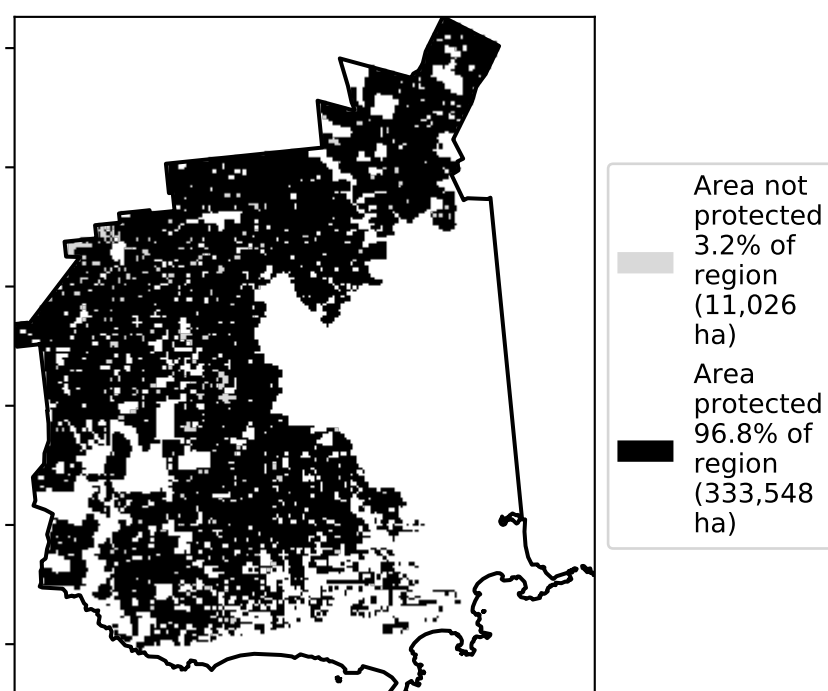 Area not
protected
3.2% of
region
(11,026
ha)
Area
protected
96.8% of
region
(333,548
ha)